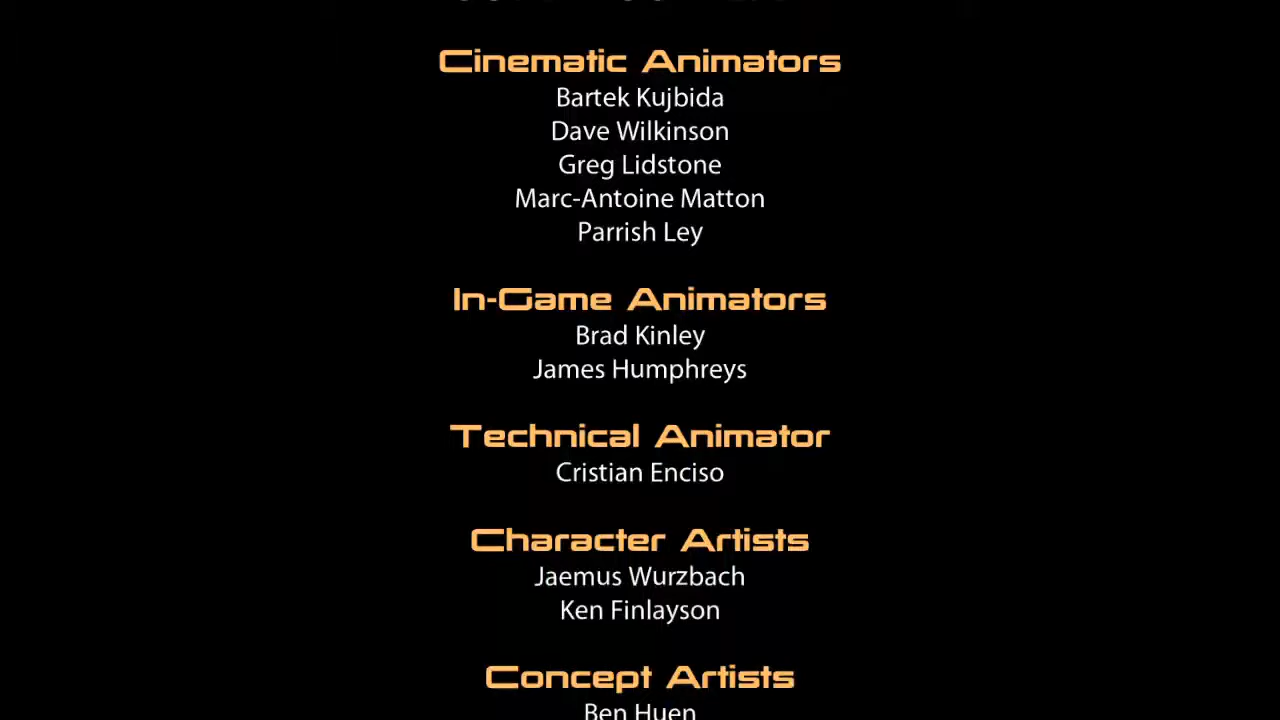 Cinematic Animators
Bartek Kujbida
Dave Wilkinson
Greg Lidstone
Marc-Antoine Matton
Parrish Ley
In-Game Animators
Brad Kinley
James Humphreys
Technical Animator
Cristian Enciso
Character Artists
Jaemus Wurzbach
Ken Finlayson
Concept Artists
Ben Huen